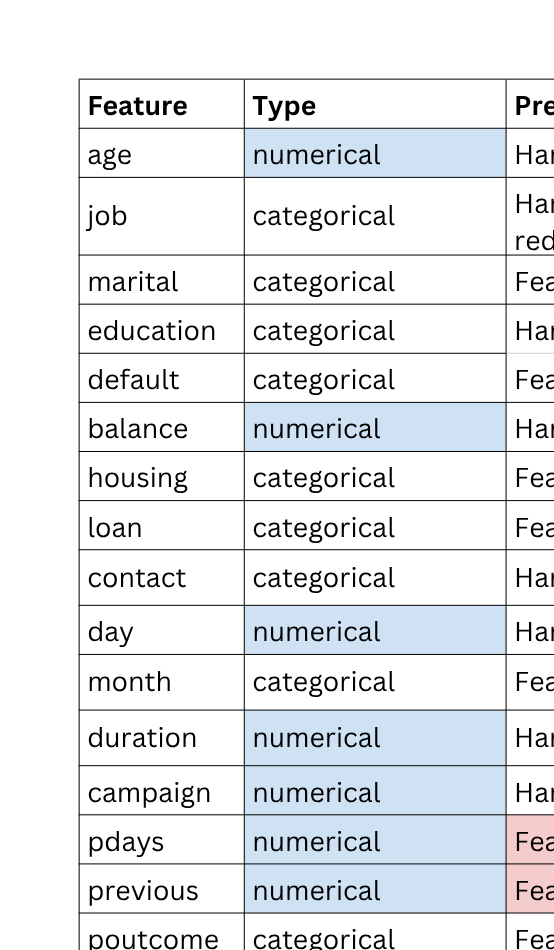 Feature Type Pre
age numerical Har
job categorical Har
red
marital categorical Fea
education categorical Har
default categorical Fea
balance numerical Har
housing categorical Fea
loan categorical Fea
contact categorical Har
day numerical Har
month categorical Fea
duration numerical Har
campaign numerical Har
pdays numerical Fea
previous numerical Fea
poutcome categorical Fea